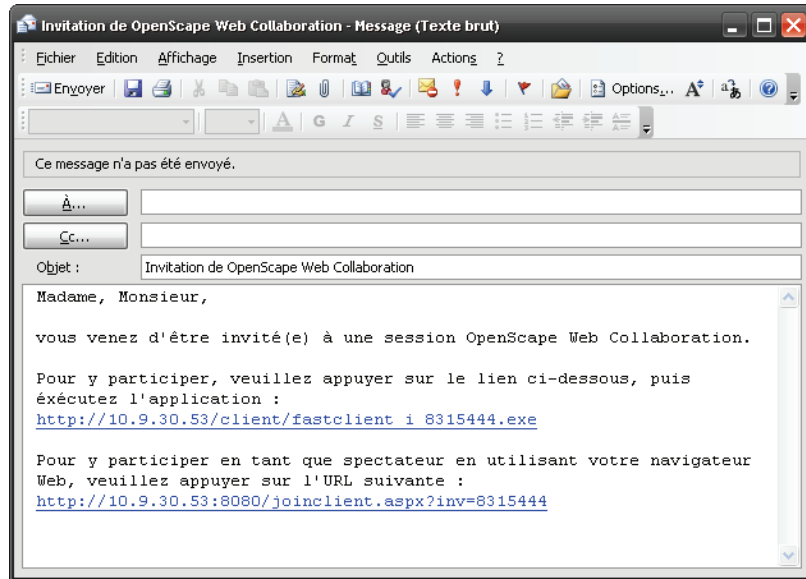 Invitation de OpenScape Web Collaboration - Message (Texte brut)
Fichier Edition Affichage Insertion Format Outils Actions ?
Envoyer Options... A
A G I S
Ce message n'a pas été envoyé.
À...
Cc...
Objet : Invitation de OpenScape Web Collaboration
Madame, Monsieur,
vous venez d'être invité(e) à une session OpenScape Web Collaboration.
Pour y participer, veuillez appuyer sur le lien ci-dessous, puis
éxécutez l'application :
http://10.9.30.53/client/fastclient_i_8315444.exe
Pour y participer en tant que spectateur en utilisant votre navigateur
Web, veuillez appuyer sur l'URL suivante :
http://10.9.30.53:8080/joinclient.aspx?inv=8315444